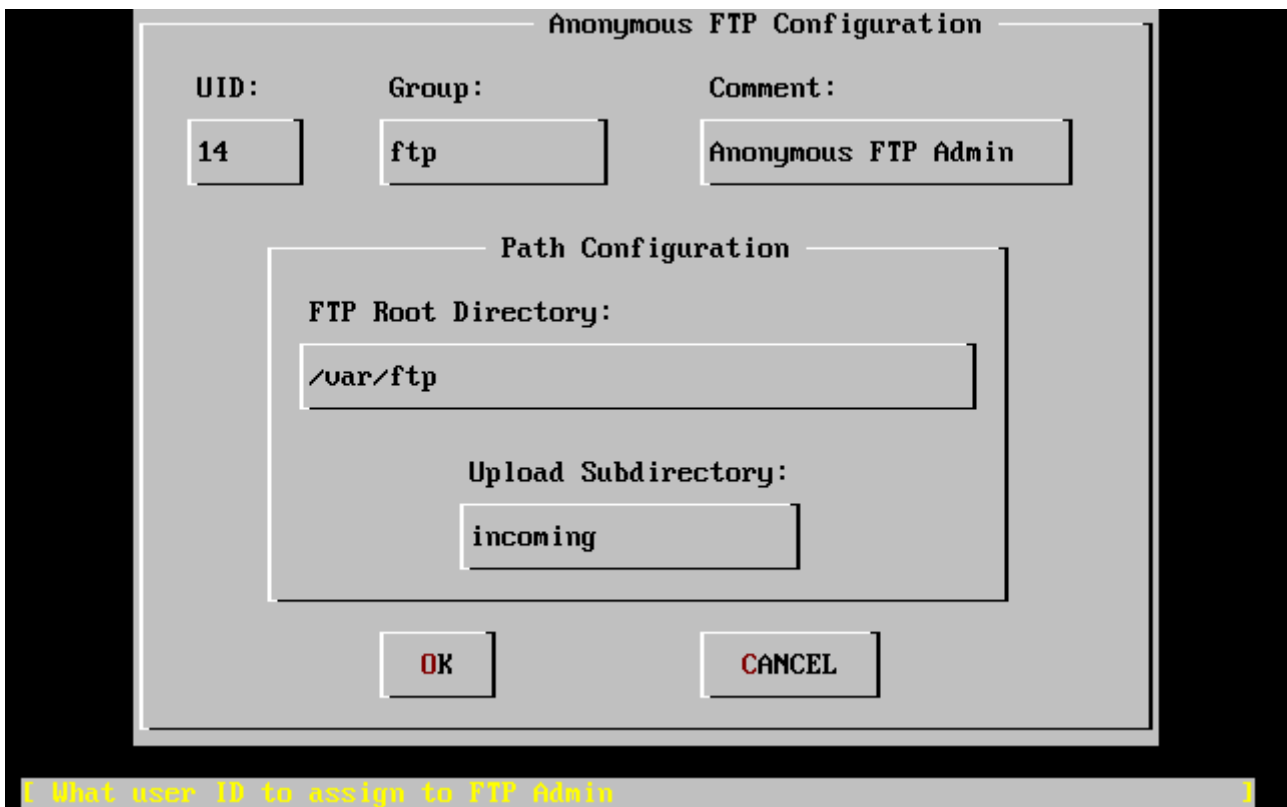 Anonymous FTP Configuration
UID: Group: Comment:
14 ftp Anonymous FTP Admin
Path Configuration
FTP Root Directory:
/var/ftp
Upload Subdirectory:
incoming
OK CANCEL
[ What user ID to assign to FTP Admin ]